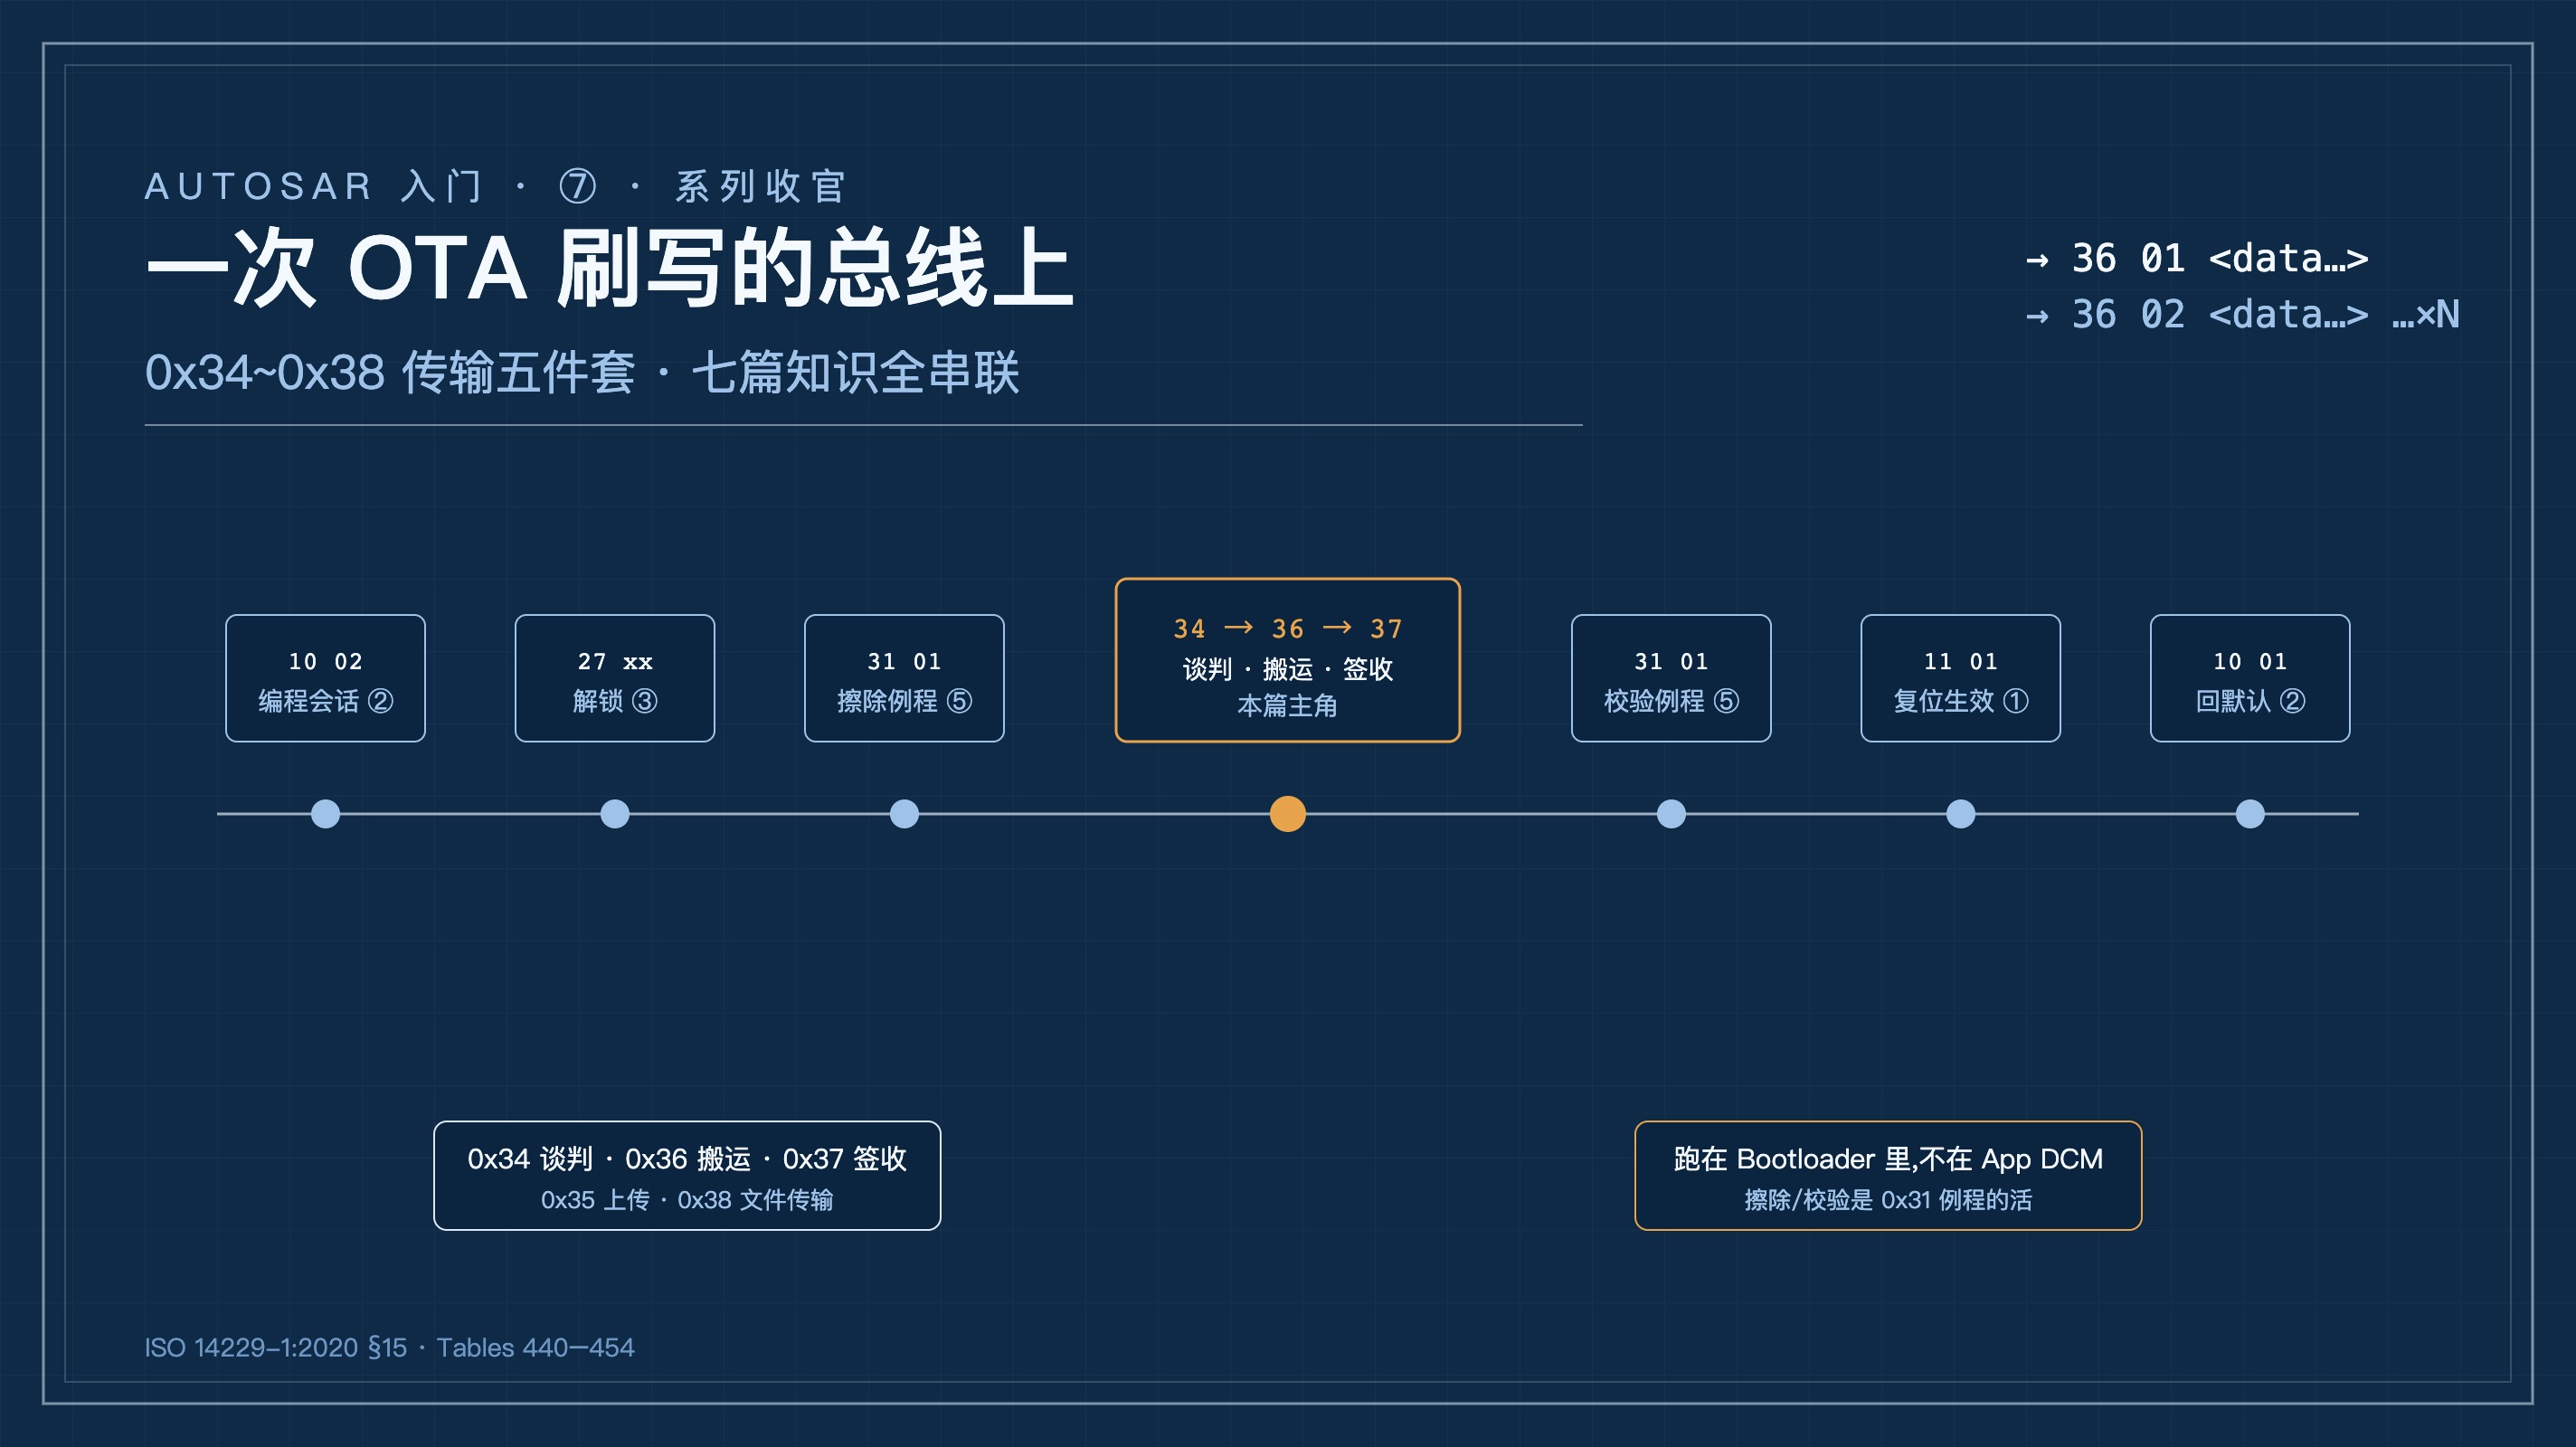 AUTOSAR 入门 · ⑦ · 系列收官
一次 OTA 刷写的总线上
0x34~0x38 传输五件套 · 七篇知识全串联
→ 36 01 <data…>
→ 36 02 <data…> …×N
10 02
编程会话 ②
27 xx
解锁 ③
31 01
擦除例程 ⑤
34 → 36 → 37
谈判 · 搬运 · 签收
本篇主角
31 01
校验例程 ⑤
11 01
复位生效 ①
10 01
回默认 ②
0x34 谈判 · 0x36 搬运 · 0x37 签收
0x35 上传 · 0x38 文件传输
跑在 Bootloader 里,不在 App DCM
擦除/校验是 0x31 例程的活
ISO 14229-1:2020 §15 · Tables 440–454